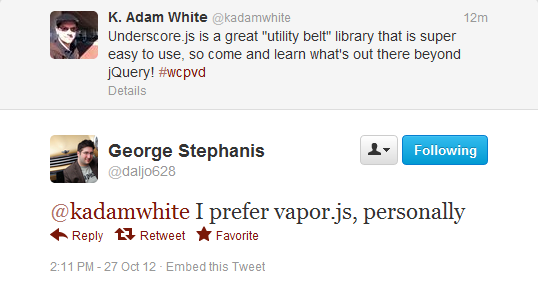 K. Adam White @kadamwhite 12m
Underscore.js is a great "utility belt" library that is super
easy to use, so come and learn what's out there beyond
jQuery! #wcpvd
Details
George Stephanis
@daljo628
Following
@kadamwhite I prefer vapor.js, personally
Reply Retweet Favorite
2:11 PM - 27 Oct 12 · Embed this Tweet